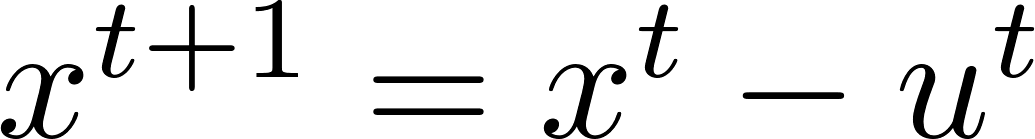 x^{t+1} = x^t - u^t